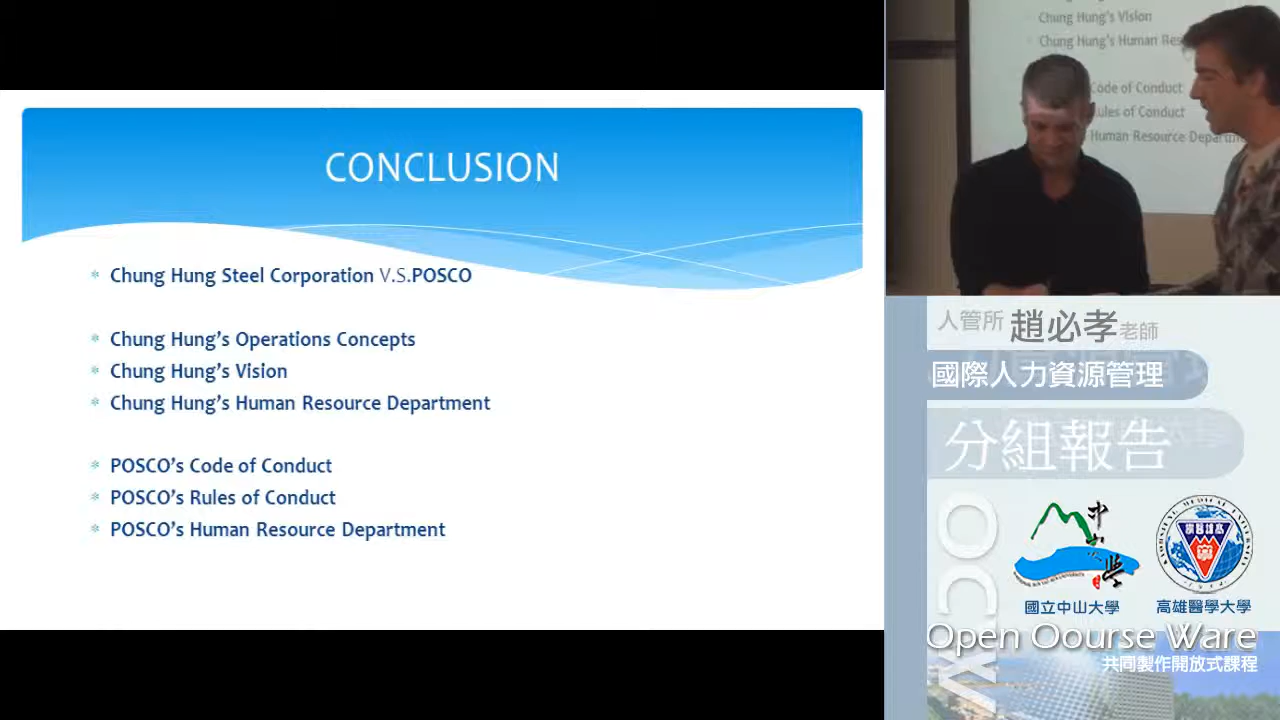 CONCLUSION
Chung Hung Steel Corporation V.S.POSCO
Chung Hung's Operations Concepts
Chung Hung's Vision
Chung Hung's Human Resource Department
POSCO's Code of Conduct
POSCO's Rules of Conduct
POSCO's Human Resource Department
Chung Hung's Vision
Chung Hung's Human Res
Code of Conduct
ules of Conduct
Human Resource Departm
人管所 趙必孝老師
國際人力資源管理
分組報告
OCW
國立中山大學
高雄醫學大學
Open Oourse Ware
共同製作開放式課程